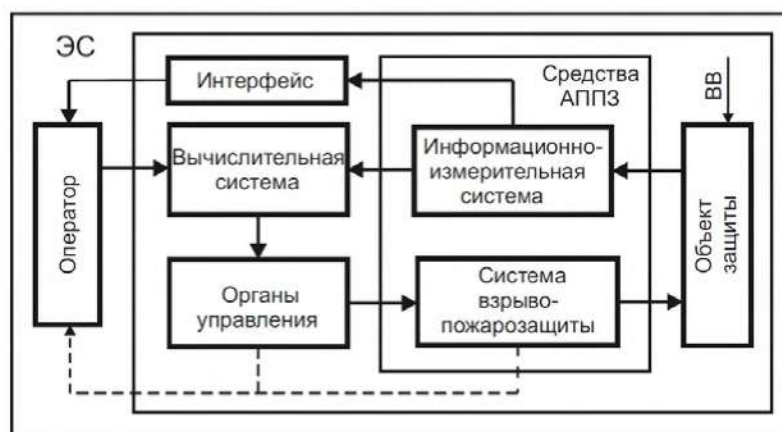 ЭС
Интерфейс
Средства
АППЗ
ВВ
Оператор
Вычислительная
система
Информационно-
измерительная
система
Объект
защиты
Органы
управления
Система
взрыво-
пожарозащиты